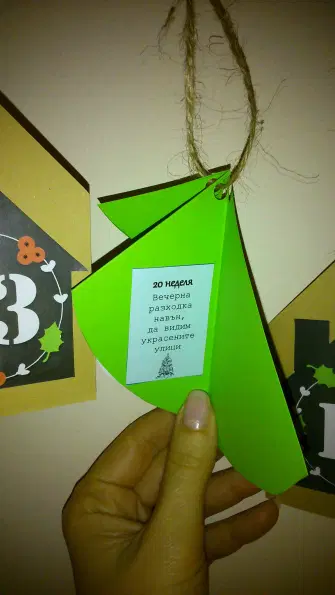 20 неделя
Вечерна
разходка
навън,
да видим
украсените
улици
3